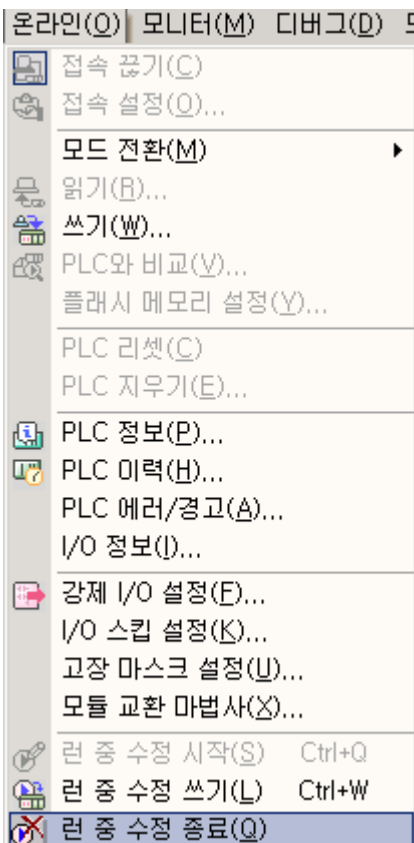 온라인(O) 모니터(M) 디버그(D)
접속 끊기(C)
접속 설정(O)...
모드 전환(M)
읽기(R)...
쓰기(W)...
PLC와 비교(V)...
플래시 메모리 설정(Y)...
PLC 리셋(C)
PLC 지우기(E)...
PLC 정보(P)...
PLC 이력(H)...
PLC 에러/경고(A)...
I/O 정보(I)...
강제 I/O 설정(F)...
I/O 스킵 설정(K)...
고장 마스크 설정(U)...
모듈 교환 마법사(X)...
런 중 수정 시작(S) Ctrl+Q
런 중 수정 쓰기(L) Ctrl+W
런 중 수정 종료(Q)